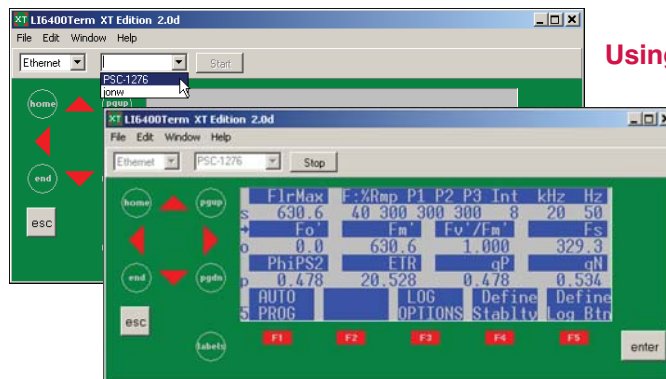 XT LI6400Term XT Edition 2.0d
File Edit Window Help
Ethernet Start
PSC-1276
jonw
home pgup
end
esc
Using
XT LI6400Term XT Edition 2.0d
File Edit Window Help
Ethernet PSC-1276 Stop
home pgup
end pgdn
esc
labels
FlrMax F:%Rmp P1 P2 P3 Int kHz Hz
s 630.6 40 300 300 300 8 20 50
Fo' Fm' Fv'/Fm' Fs
o 0.0 630.6 1.000 329.3
PhiPS2 ETR qP qN
p 0.478 20.528 0.478 0.534
AUTO LOG Define Define
5 PROG OPTIONS Stablty Log Btn
F1 F2 F3 F4 F5
enter